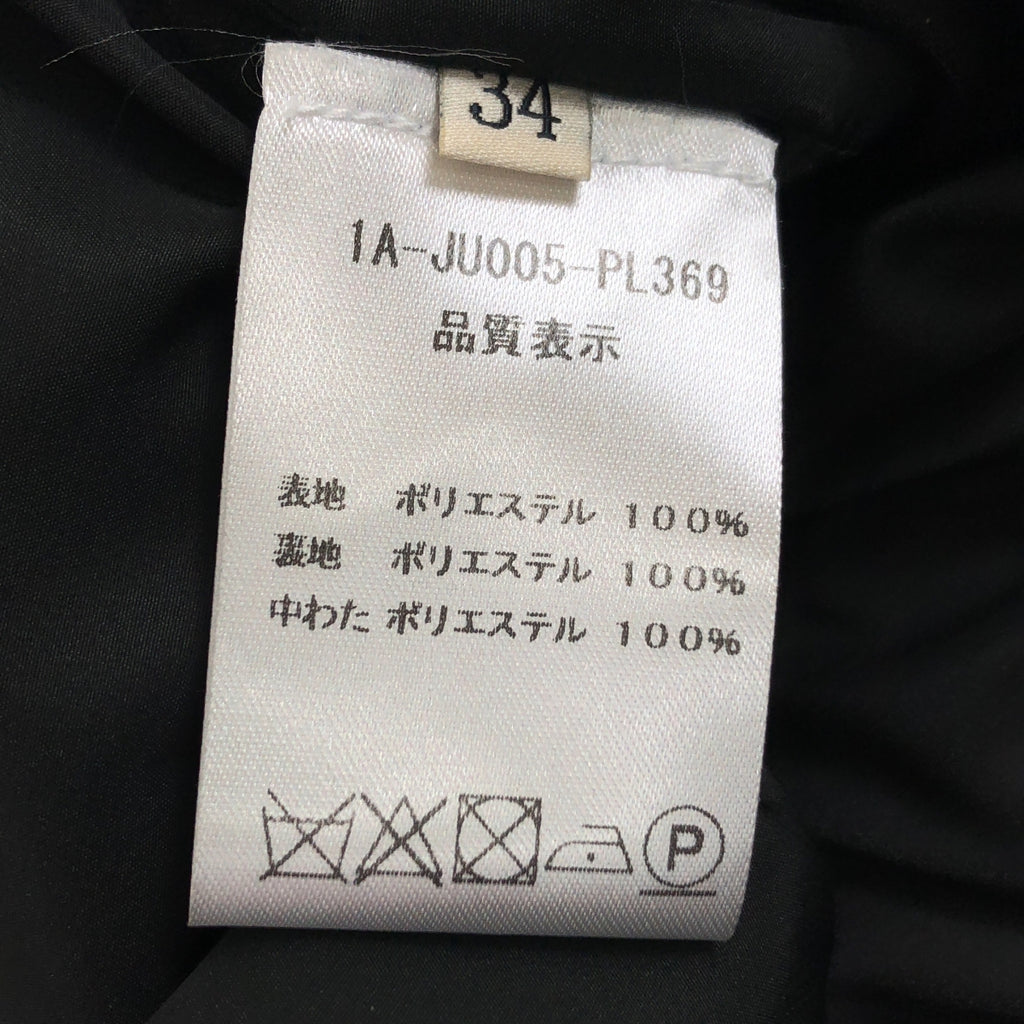 34
1A-JU005-PL369
品質表示
表地 ポリエステル 100%
裏地 ポリエステル 100%
中わた ポリエステル 100%
P